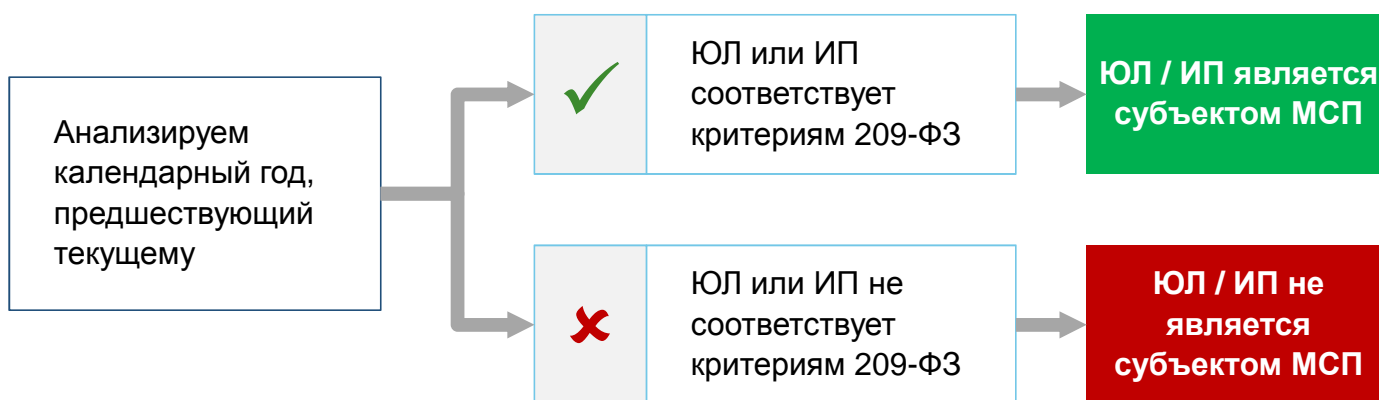 Анализируем
календарный год,
предшествующий
текущему
ЮЛ или ИП
соответствует
критериям 209-ФЗ
ЮЛ / ИП является
субъектом МСП
ЮЛ или ИП не
соответствует
критериям 209-ФЗ
ЮЛ / ИП не
является
субъектом МСП